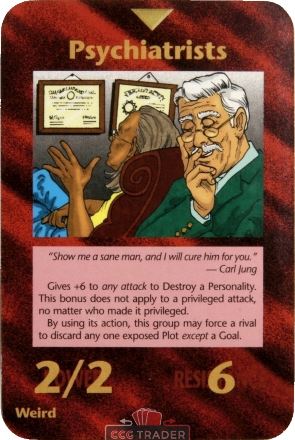 Psychiatrists
"Show me a sane man, and I will cure him for you."
— Carl Jung
Gives +6 to any attack to Destroy a Personality.
This bonus does not apply to a privileged attack,
no matter who made it privileged.
By using its action, this group may force a rival
to discard any one exposed Plot except a Goal.
POWER RESISTANCE
2/2 6
Weird
CCG TRADER